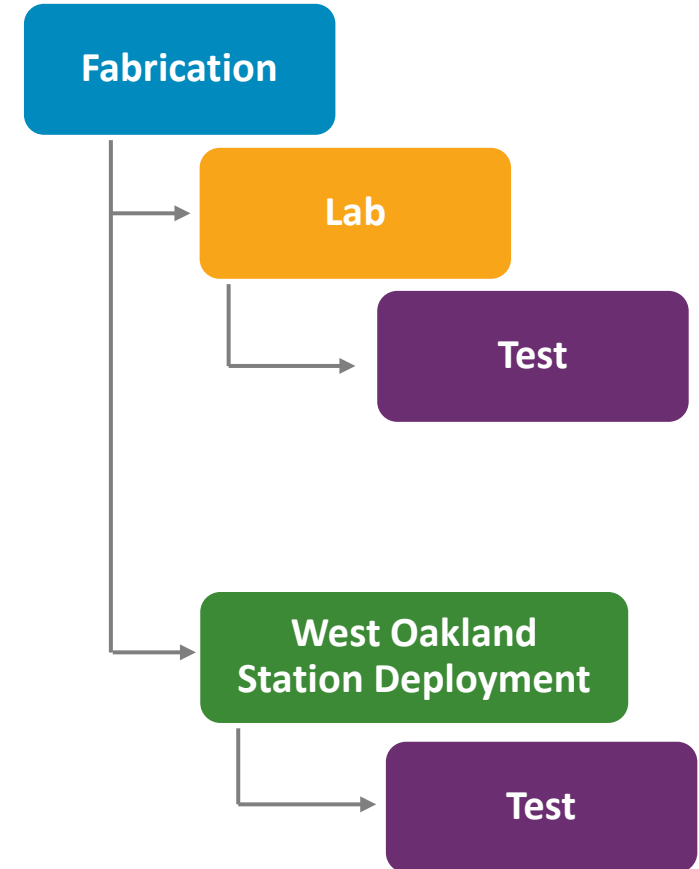 Fabrication
Lab
Test
West Oakland
Station Deployment
Test